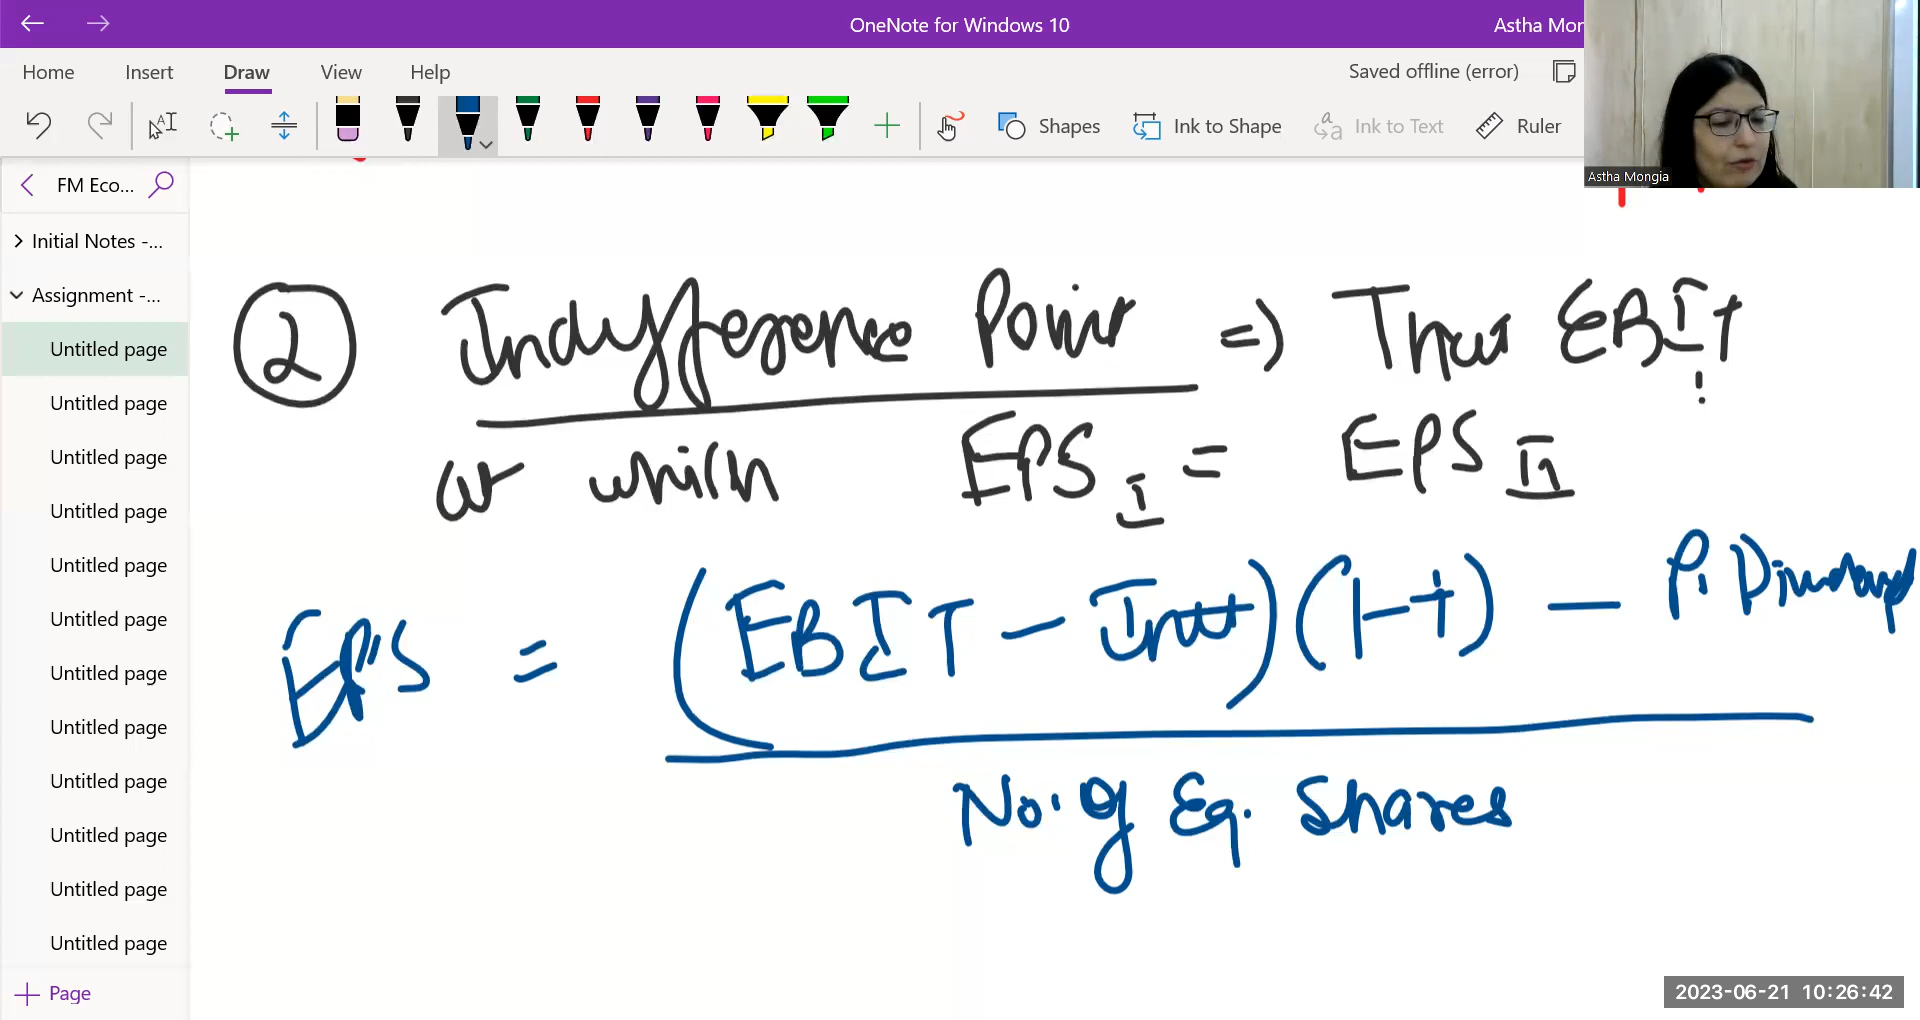 OneNote for Windows 10
Astha Mon
Home Insert Draw View Help
Saved offline (error)
Shapes Ink to Shape Ink to Text Ruler
Astha Mongia
FM Eco...
Initial Notes -...
Assignment -...
Untitled page
Untitled page
Untitled page
Untitled page
Untitled page
Untitled page
Untitled page
Untitled page
Untitled page
Untitled page
Untitled page
Untitled page
Page
② Indifference Point => That EBIT
at which EPS I = EPS II
EPS = (EBIT - Intt)(1-t) - P. Dividend
No. of Eq. Shares
2023-06-21 10:26:42